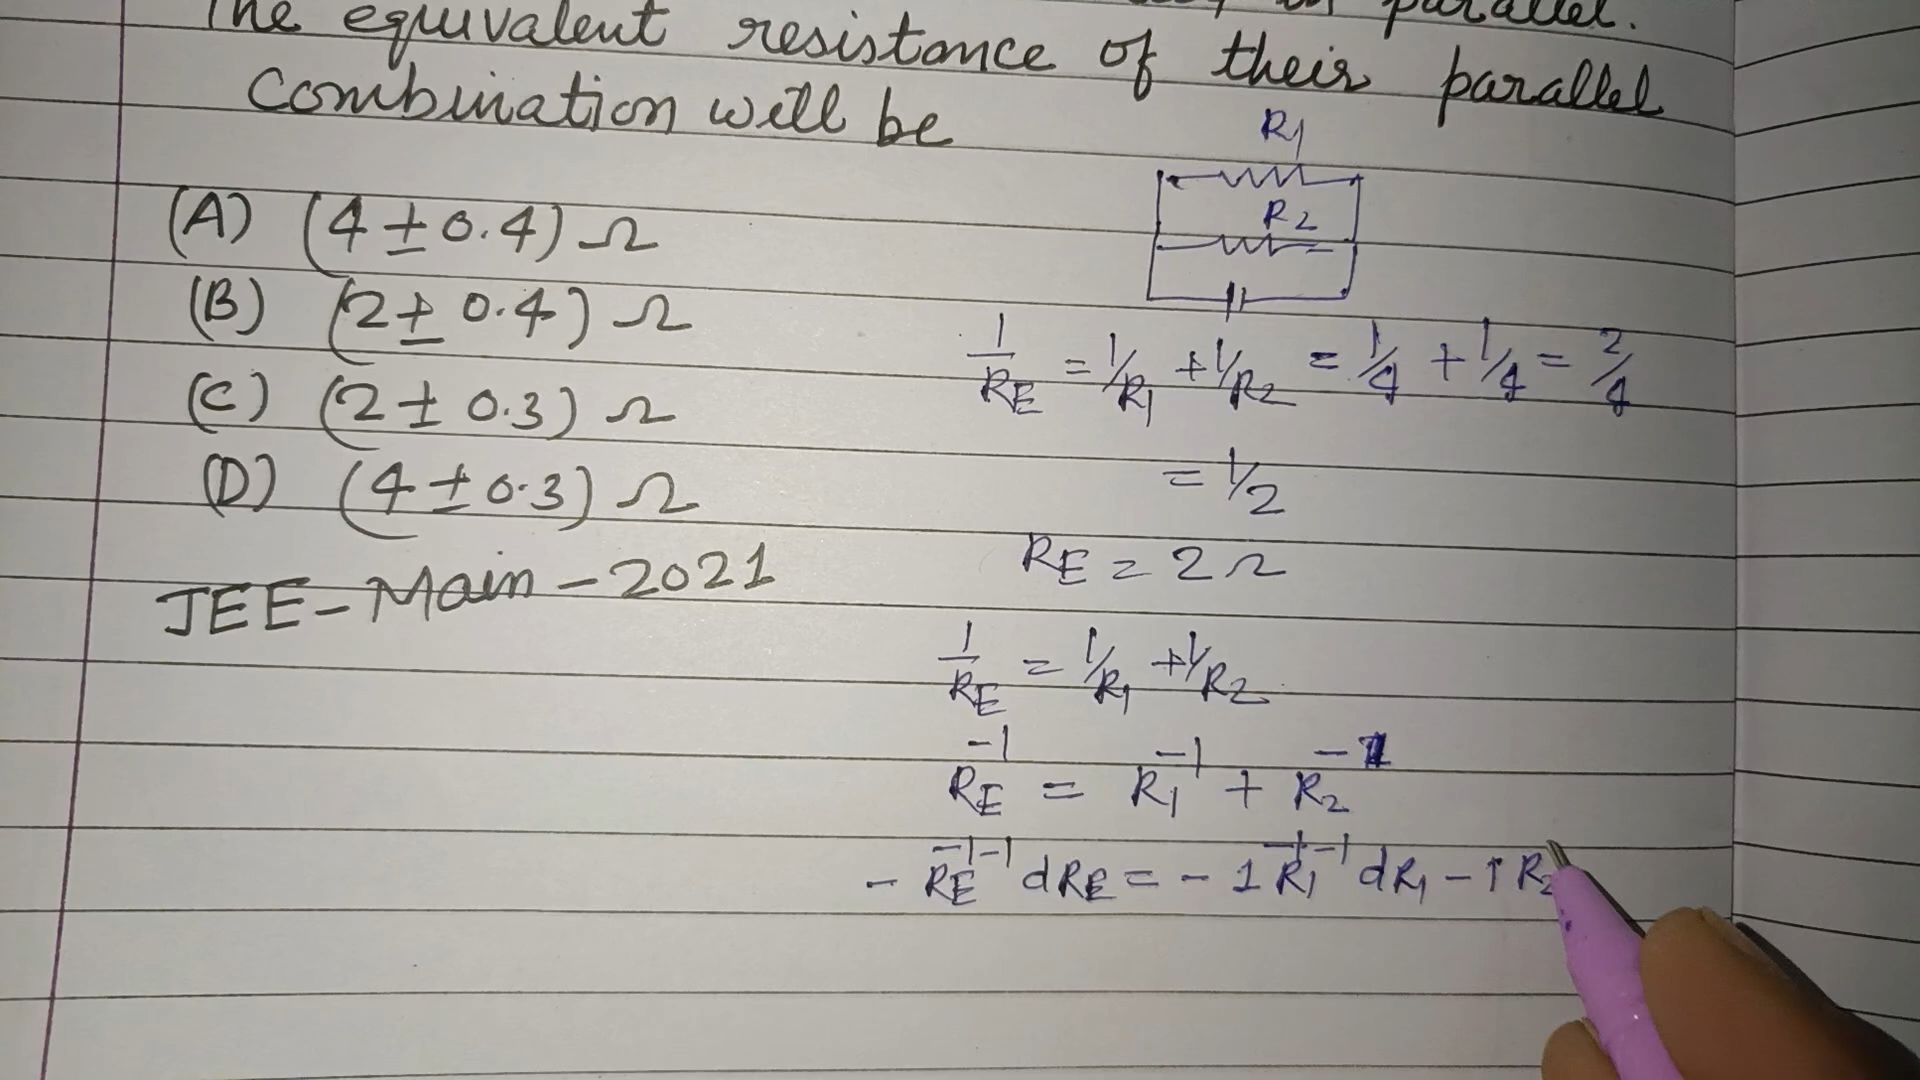 in parallel.
The equivalent resistance of their parallel
Combination will be
(A) (4 ± 0.4) Ω
(B) (2 ± 0.4) Ω
(C) (2 ± 0.3) Ω
(D) (4 ± 0.3) Ω
JEE-Main-2021
R1
R2
1/RE = 1/R1 + 1/R2 = 1/4 + 1/4 = 2/4
= 1/2
RE = 2 Ω
1/RE = 1/R1 + 1/R2
RE^-1 = R1^-1 + R2^-1
- RE^-1-1 dRE = - 1 R1^-1-1 dR1 - 1 R2